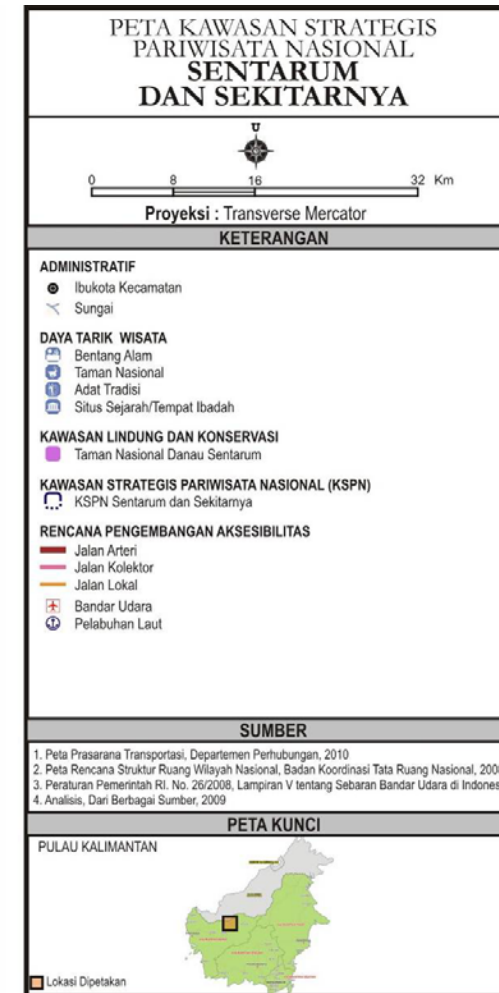 PETA KAWASAN STRATEGIS
PARIWISATA NASIONAL
SENTARUM
DAN SEKITARNYA
U
0 8 16 32 Km
Proyeksi : Transverse Mercator
KETERANGAN
ADMINISTRATIF
Ibukota Kecamatan
Sungai
DAYA TARIK WISATA
Bentang Alam
Taman Nasional
Adat Tradisi
Situs Sejarah/Tempat Ibadah
KAWASAN LINDUNG DAN KONSERVASI
Taman Nasional Danau Sentarum
KAWASAN STRATEGIS PARIWISATA NASIONAL (KSPN)
KSPN Sentarum dan Sekitarnya
RENCANA PENGEMBANGAN AKSESIBILITAS
Jalan Arteri
Jalan Kolektor
Jalan Lokal
Bandar Udara
Pelabuhan Laut
SUMBER
1. Peta Prasarana Transportasi, Departemen Perhubungan, 2010
2. Peta Rencana Struktur Ruang Wilayah Nasional, Badan Koordinasi Tata Ruang Nasional, 200
3. Peraturan Pemerintah RI. No. 26/2008, Lampiran V tentang Sebaran Bandar Udara di Indones
4. Analisis, Dari Berbagai Sumber, 2009
PETA KUNCI
PULAU KALIMANTAN
Lokasi Dipetakan